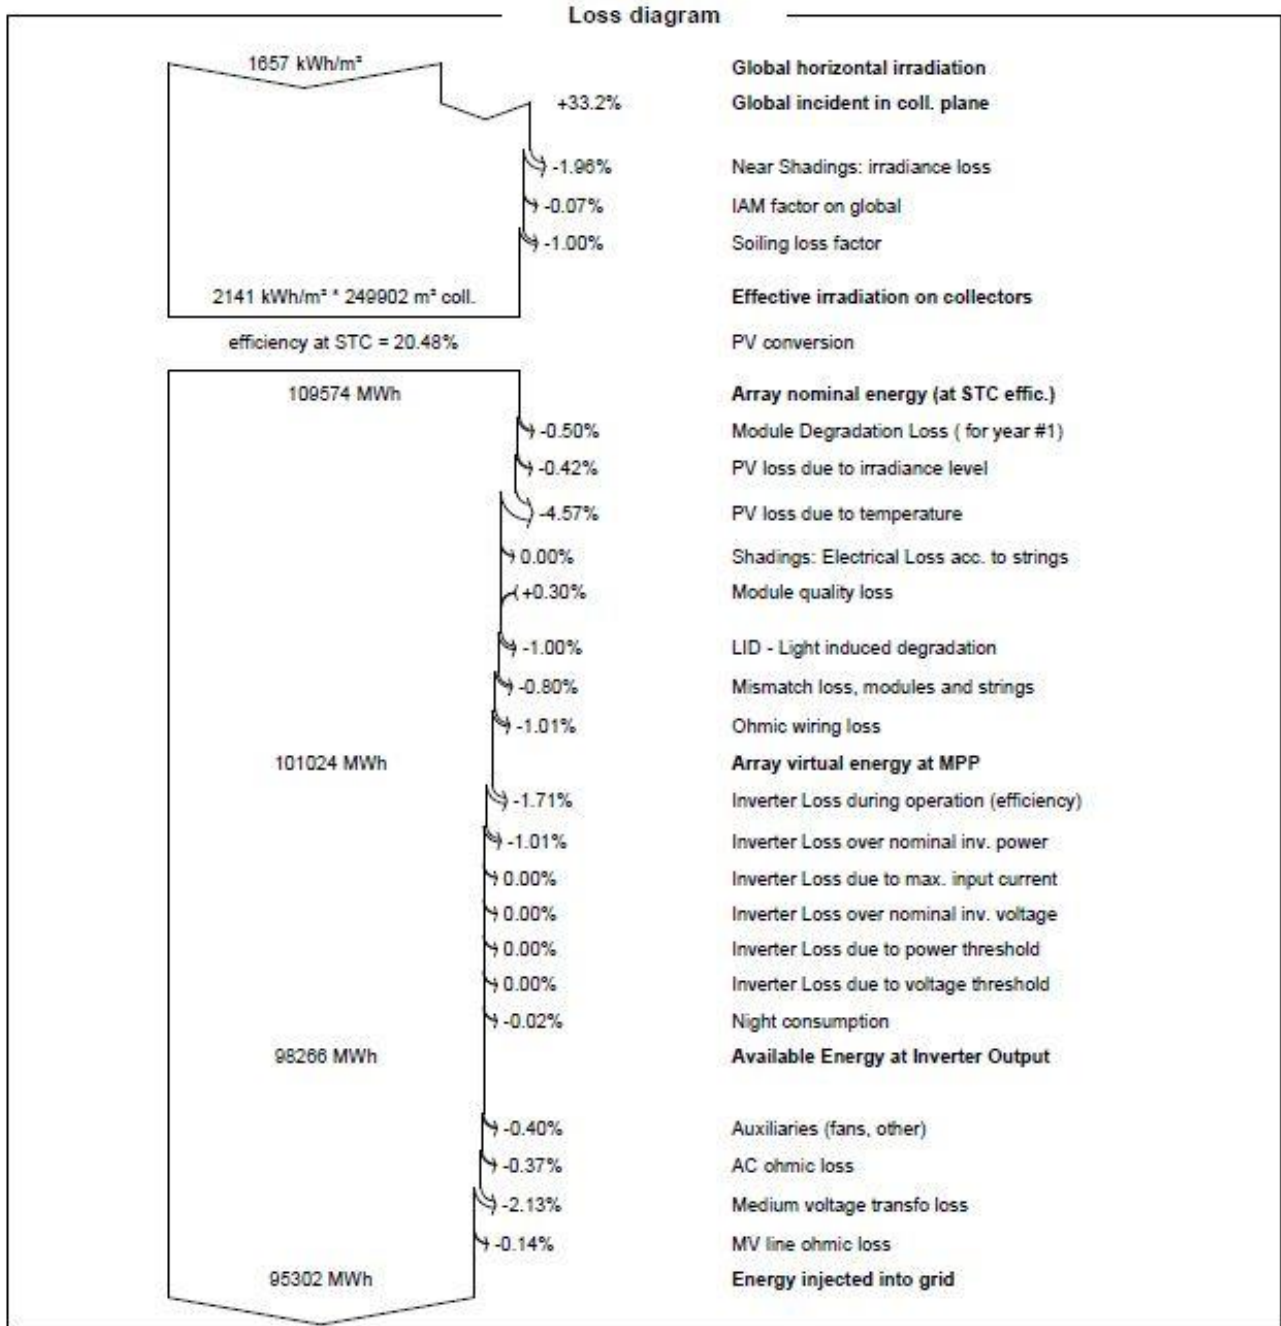 Loss diagram
1657 kWh/m² Global horizontal irradiation
+33.2% Global incident in coll. plane
-1.96% Near Shadings: irradiance loss
-0.07% IAM factor on global
-1.00% Soiling loss factor
2141 kWh/m² * 249902 m² coll. Effective irradiation on collectors
efficiency at STC = 20.48% PV conversion
109574 MWh Array nominal energy (at STC effic.)
-0.50% Module Degradation Loss ( for year #1)
-0.42% PV loss due to irradiance level
-4.57% PV loss due to temperature
0.00% Shadings: Electrical Loss acc. to strings
+0.30% Module quality loss
-1.00% LID - Light induced degradation
-0.80% Mismatch loss, modules and strings
-1.01% Ohmic wiring loss
101024 MWh Array virtual energy at MPP
-1.71% Inverter Loss during operation (efficiency)
-1.01% Inverter Loss over nominal inv. power
0.00% Inverter Loss due to max. input current
0.00% Inverter Loss over nominal inv. voltage
0.00% Inverter Loss due to power threshold
0.00% Inverter Loss due to voltage threshold
-0.02% Night consumption
98266 MWh Available Energy at Inverter Output
-0.40% Auxiliaries (fans, other)
-0.37% AC ohmic loss
-2.13% Medium voltage transfo loss
-0.14% MV line ohmic loss
95302 MWh Energy injected into grid